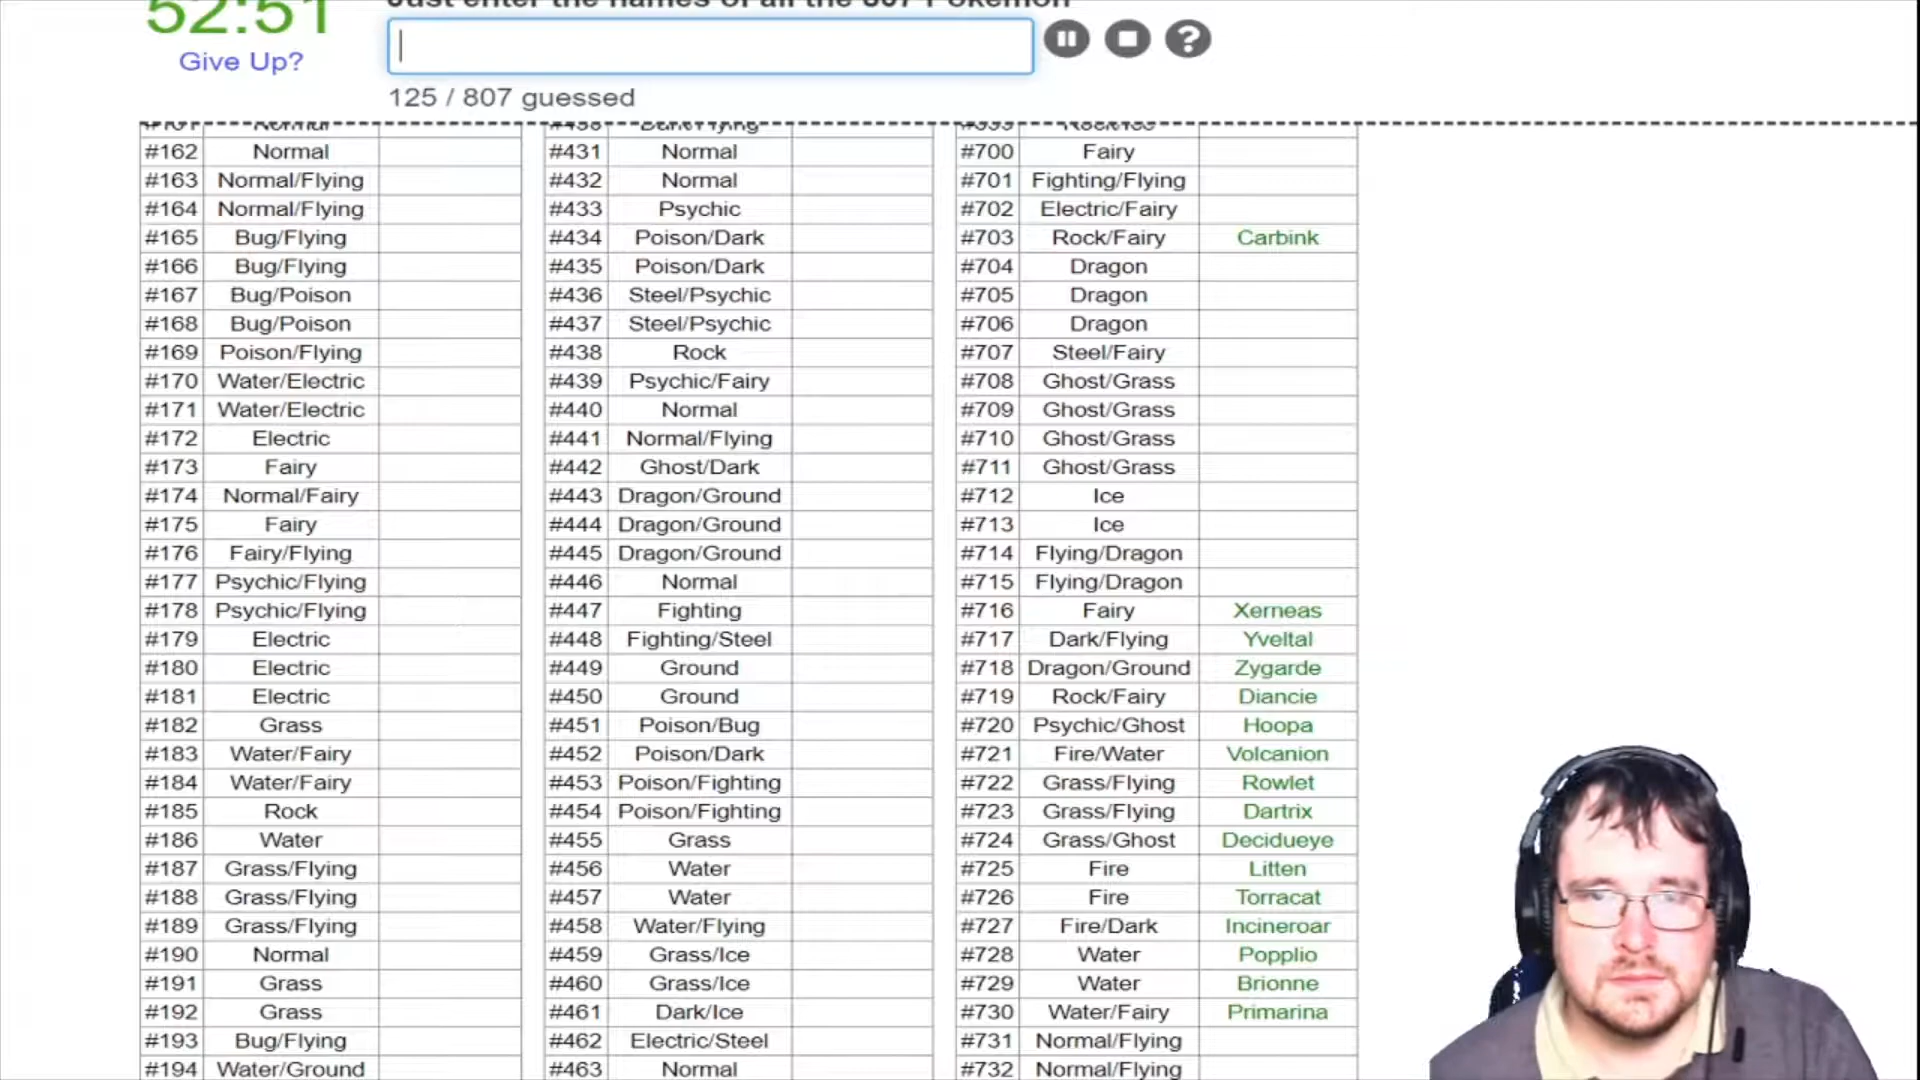 52:51
Just enter the names of all the 807 Pokemon
Give Up?
125 / 807 guessed
#162 Normal #431 Normal #700 Fairy
#163 Normal/Flying #432 Normal #701 Fighting/Flying
#164 Normal/Flying #433 Psychic #702 Electric/Fairy
#165 Bug/Flying #434 Poison/Dark #703 Rock/Fairy Carbink
#166 Bug/Flying #435 Poison/Dark #704 Dragon
#167 Bug/Poison #436 Steel/Psychic #705 Dragon
#168 Bug/Poison #437 Steel/Psychic #706 Dragon
#169 Poison/Flying #438 Rock #707 Steel/Fairy
#170 Water/Electric #439 Psychic/Fairy #708 Ghost/Grass
#171 Water/Electric #440 Normal #709 Ghost/Grass
#172 Electric #441 Normal/Flying #710 Ghost/Grass
#173 Fairy #442 Ghost/Dark #711 Ghost/Grass
#174 Normal/Fairy #443 Dragon/Ground #712 Ice
#175 Fairy #444 Dragon/Ground #713 Ice
#176 Fairy/Flying #445 Dragon/Ground #714 Flying/Dragon
#177 Psychic/Flying #446 Normal #715 Flying/Dragon
#178 Psychic/Flying #447 Fighting #716 Fairy Xerneas
#179 Electric #448 Fighting/Steel #717 Dark/Flying Yveltal
#180 Electric #449 Ground #718 Dragon/Ground Zygarde
#181 Electric #450 Ground #719 Rock/Fairy Diancie
#182 Grass #451 Poison/Bug #720 Psychic/Ghost Hoopa
#183 Water/Fairy #452 Poison/Dark #721 Fire/Water Volcanion
#184 Water/Fairy #453 Poison/Fighting #722 Grass/Flying Rowlet
#185 Rock #454 Poison/Fighting #723 Grass/Flying Dartrix
#186 Water #455 Grass #724 Grass/Ghost Decidueye
#187 Grass/Flying #456 Water #725 Fire Litten
#188 Grass/Flying #457 Water #726 Fire Torracat
#189 Grass/Flying #458 Water/Flying #727 Fire/Dark Incineroar
#190 Normal #459 Grass/Ice #728 Water Popplio
#191 Grass #460 Grass/Ice #729 Water Brionne
#192 Grass #461 Dark/Ice #730 Water/Fairy Primarina
#193 Bug/Flying #462 Electric/Steel #731 Normal/Flying
#194 Water/Ground #463 Normal #732 Normal/Flying